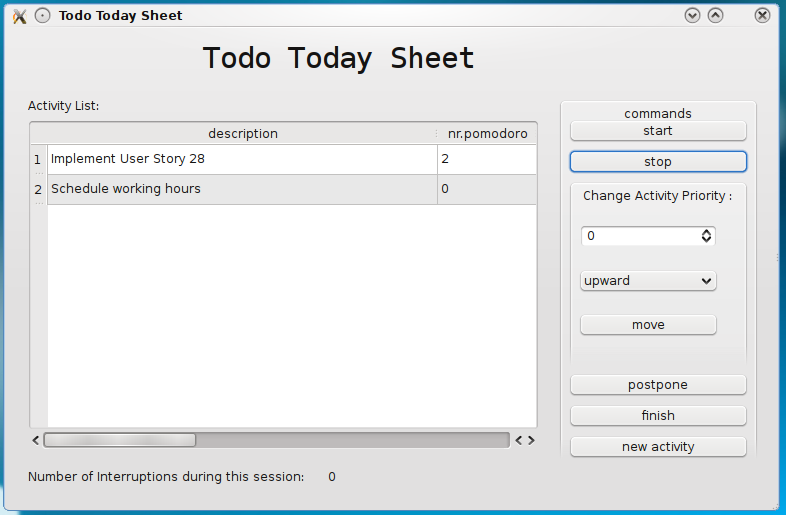 Todo Today Sheet
Todo Today Sheet
Activity List:
description nr.pomodoro
1 Implement User Story 28 2
2 Schedule working hours 0
Number of Interruptions during this session: 0
commands
start
stop
Change Activity Priority :
0
upward
move
postpone
finish
new activity